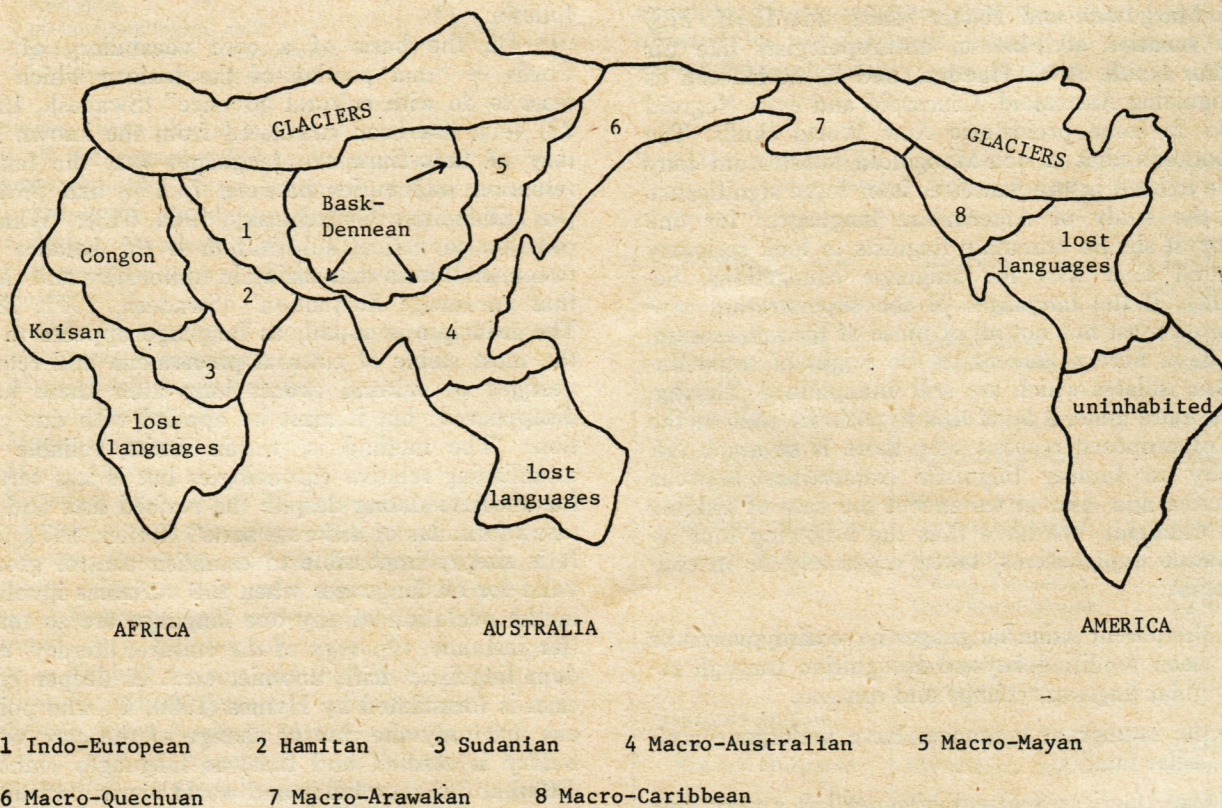 GLACIERS
6
7
GLACIERS
5
Bask-
Dennean
1
8
lost
languages
Congon
2
Koisan
4
3
uninhabited
lost
languages
lost
languages
AFRICA
AUSTRALIA
AMERICA
1 Indo-European 2 Hamitan 3 Sudanian 4 Macro-Australian 5 Macro-Mayan
6 Macro-Quechuan 7 Macro-Arawakan 8 Macro-Caribbean